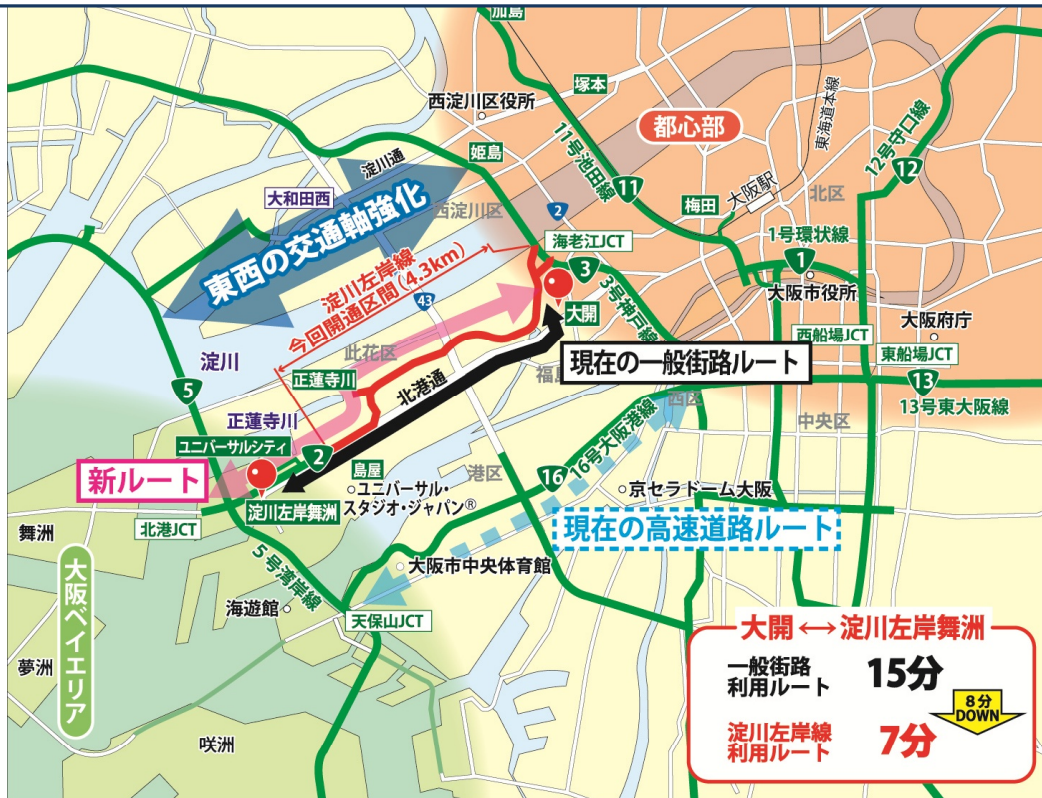 加島
塚本
西淀川区役所
都心部
東海道本線
12号守口線
12
11号池田線
11
姫島
淀川通
大和田西
西淀川区
2
梅田
大阪駅
北区
東西の交通軸強化
海老江JCT
1号環状線
1
大阪市役所
淀川左岸線
今回開通区間(4.3km)
3
3号神戸線
43
大開
大阪府庁
西船場JCT
東船場JCT
淀川
此花区
現在の一般街路ルート
13
13号東大阪線
5
正蓮寺川
北港通
福島
西区
中央区
正蓮寺川
ユニバーサルシティ
2
島屋
港区
16
16号大阪港線
新ルート
ユニバーサル・
スタジオ・ジャパン®
京セラドーム大阪
北港JCT
淀川左岸舞洲
現在の高速道路ルート
舞洲
5号湾岸線
大阪市中央体育館
大阪ベイエリア
海遊館
天保山JCT
夢洲
咲洲
大開↔淀川左岸舞洲
一般街路
利用ルート
15分
8分
DOWN
淀川左岸線
利用ルート
7分